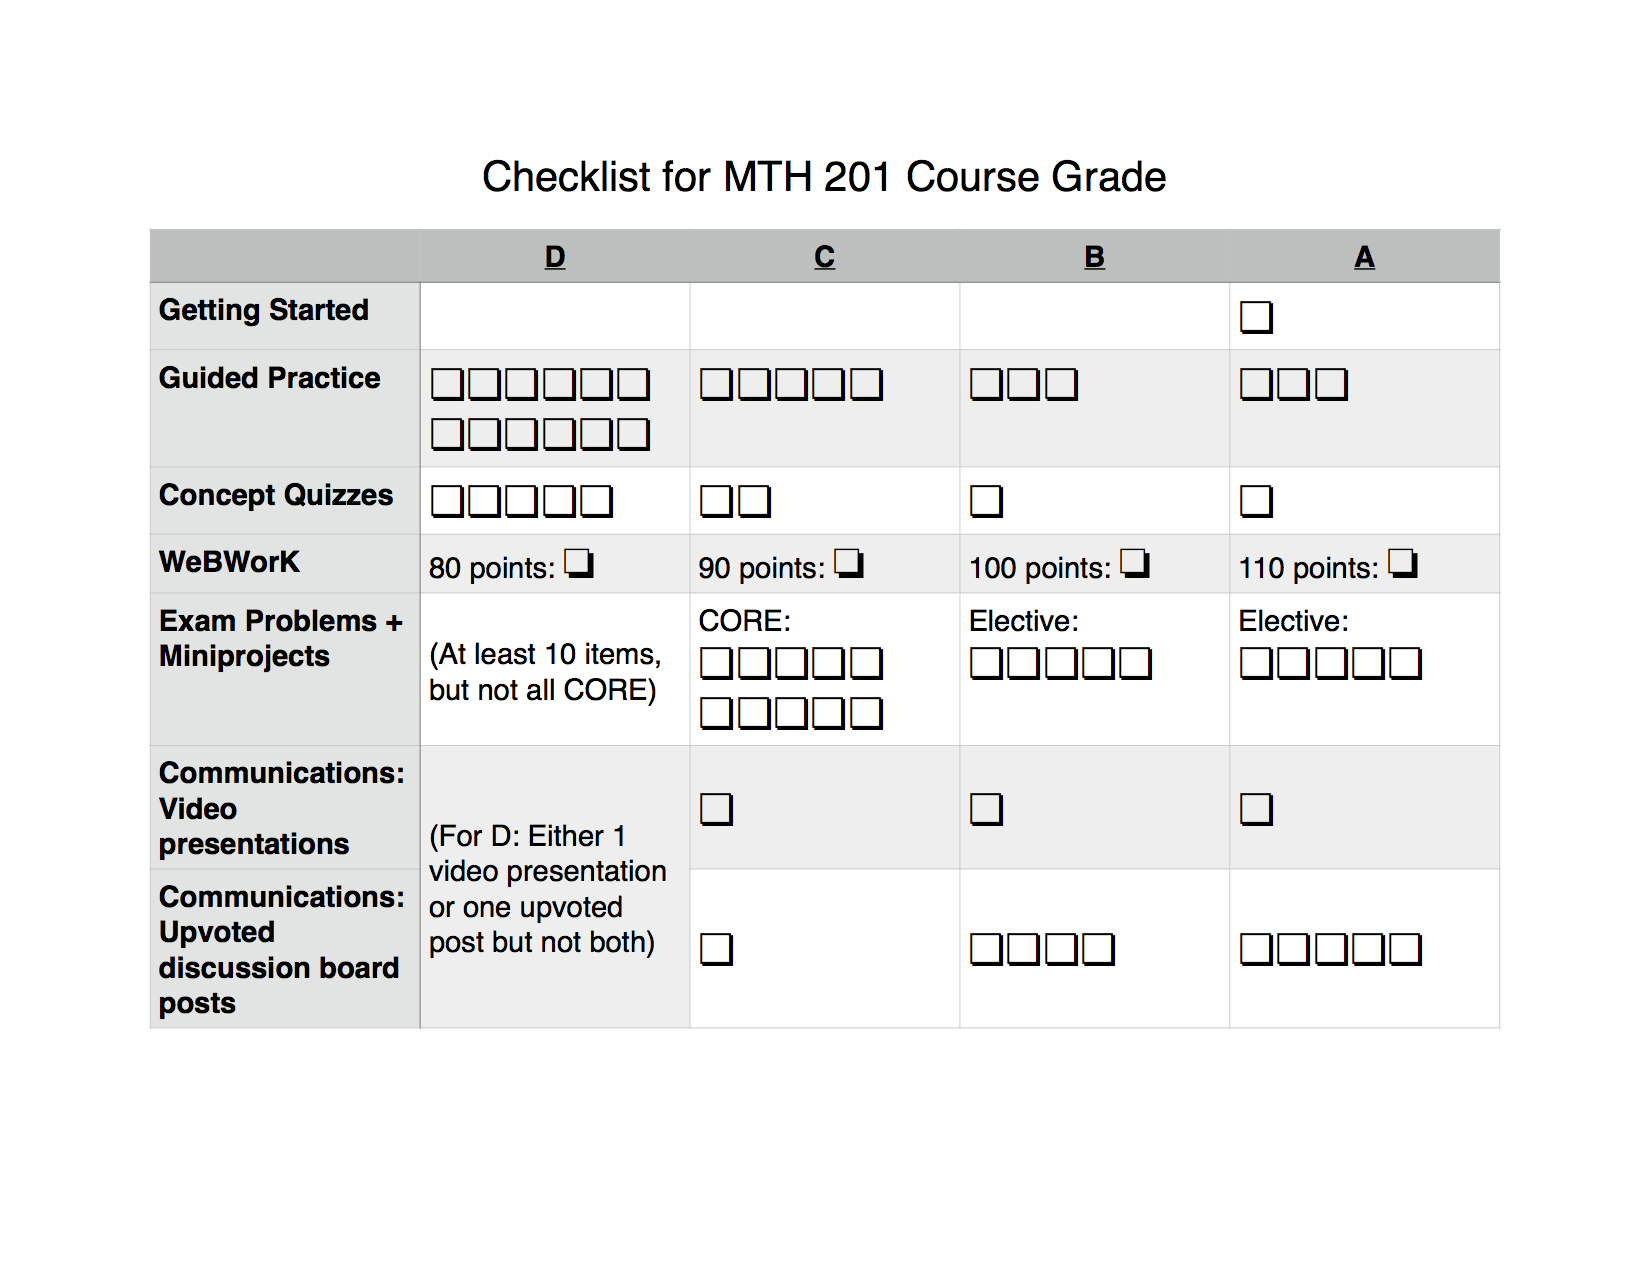 Checklist for MTH 201 Course Grade
D C B A
Getting Started ❏
Guided Practice ❏❏❏❏❏❏ ❏❏❏❏❏ ❏❏❏ ❏❏❏
❏❏❏❏❏❏
Concept Quizzes ❏❏❏❏❏ ❏❏ ❏ ❏
WeBWorK 80 points: ❏ 90 points: ❏ 100 points: ❏ 110 points: ❏
Exam Problems +
Miniprojects
(At least 10 items,
but not all CORE)
CORE:
❏❏❏❏❏
❏❏❏❏❏
Elective:
❏❏❏❏❏
Elective:
❏❏❏❏❏
Communications:
Video
presentations
(For D: Either 1
video presentation
or one upvoted
post but not both)
❏ ❏ ❏
Communications:
Upvoted
discussion board
posts
❏ ❏❏❏❏ ❏❏❏❏❏